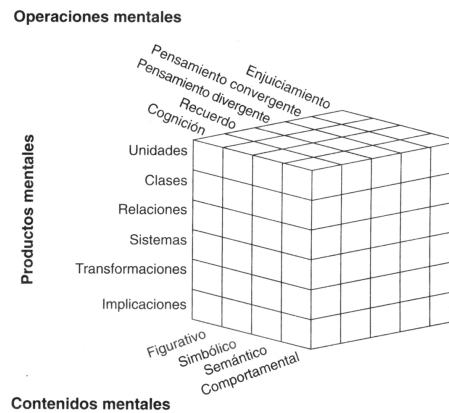 Operaciones mentales
Enjuiciamiento
Pensamiento convergente
Pensamiento divergente
Recuerdo
Cognición
Productos mentales
Unidades
Clases
Relaciones
Sistemas
Transformaciones
Implicaciones
Figurativo
Simbólico
Semántico
Comportamental
Contenidos mentales